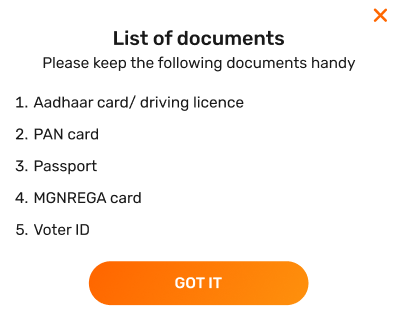 List of documents
Please keep the following documents handy
1. Aadhaar card/ driving licence
2. PAN card
3. Passport
4. MGNREGA card
5. Voter ID
GOT IT